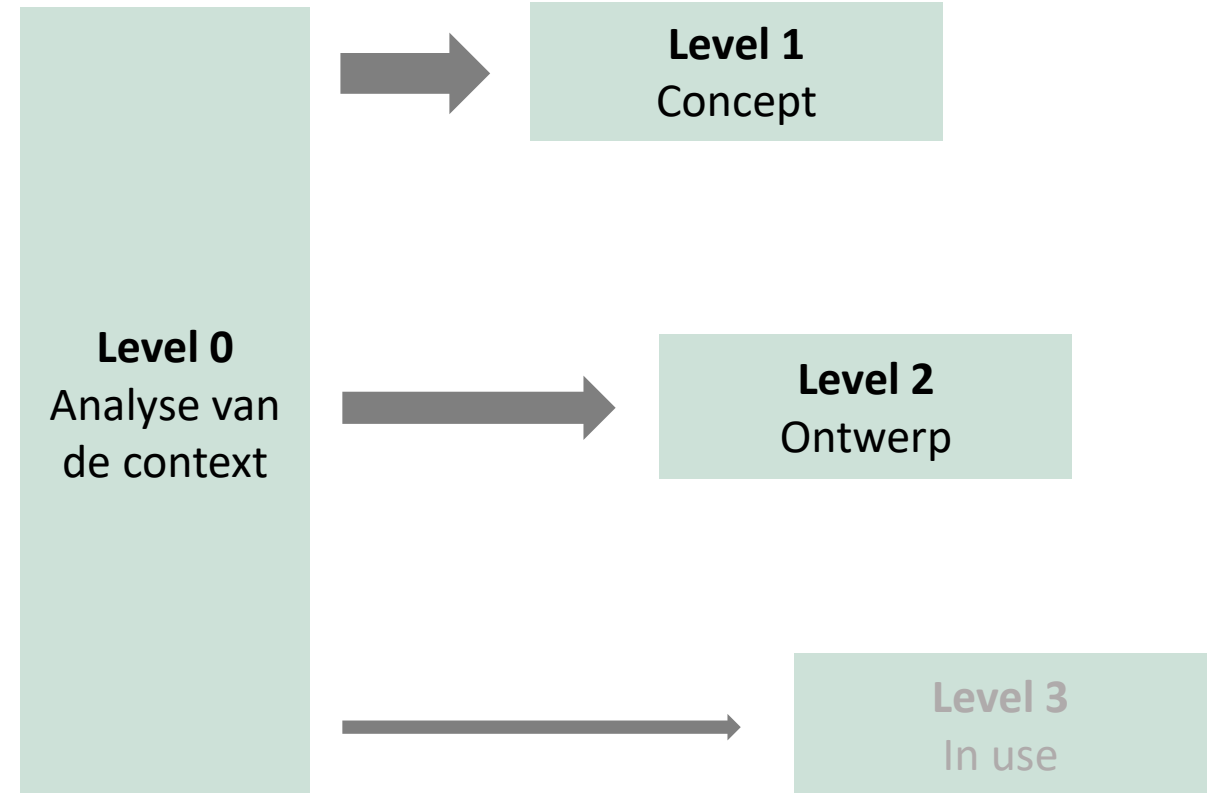 Level 1
Concept
Level 0
Analyse van
de context
Level 2
Ontwerp
Level 3
In use